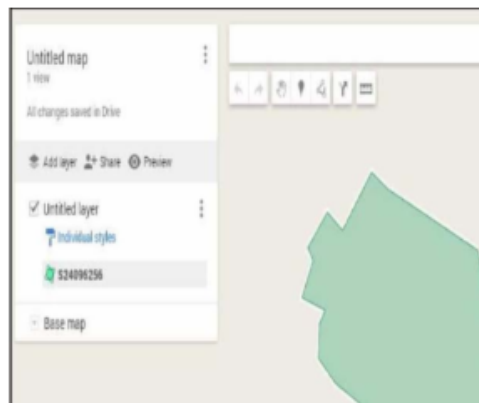 Untitled map
1 view
All changes saved in Drive
Add layer Share Preview
Untitled layer
Individual styles
S24096256
Base map